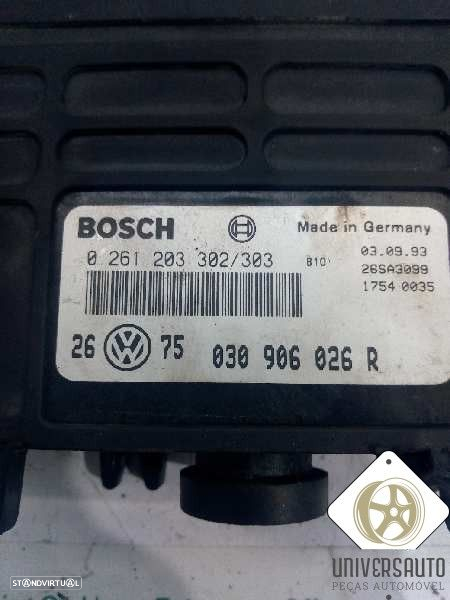 BOSCH Made in Germany
0 261 203 302/303 B10 03.09.93
26SA3099
1754 0035
26 75 030 906 026 R
UNIVERSAUTO
PEÇAS AUTOMÓVEL
STANDVIRTUAL